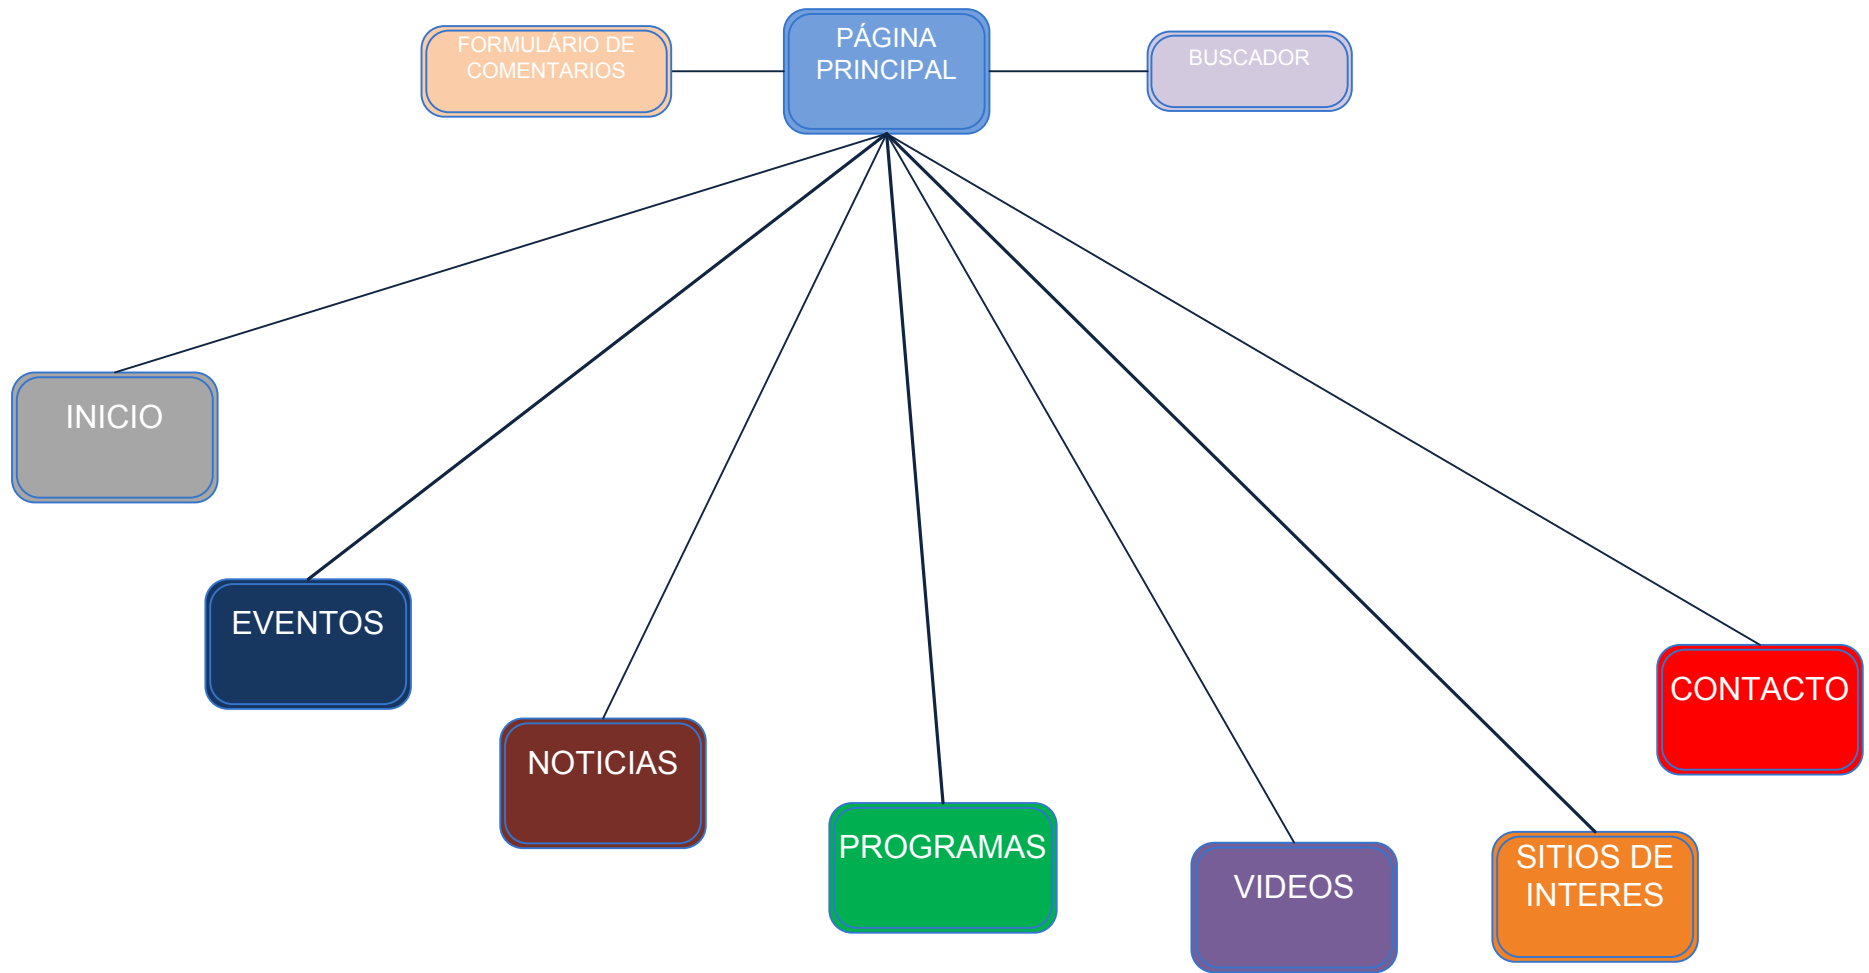 FORMULÁRIO DE
COMENTARIOS
PÁGINA
PRINCIPAL
BUSCADOR
INICIO
EVENTOS
NOTICIAS
PROGRAMAS
VIDEOS
SITIOS DE
INTERES
CONTACTO